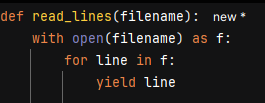 def read_lines(filename): new *
    with open(filename) as f:
        for line in f:
            yield line